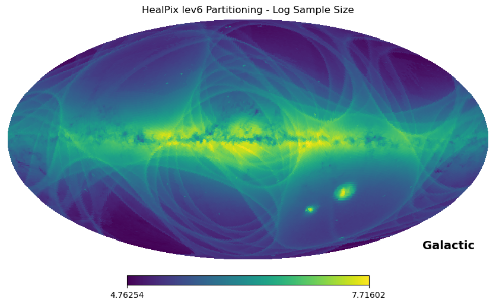 HealPix lev6 Partitioning - Log Sample Size
Galactic
4.76254 7.71602